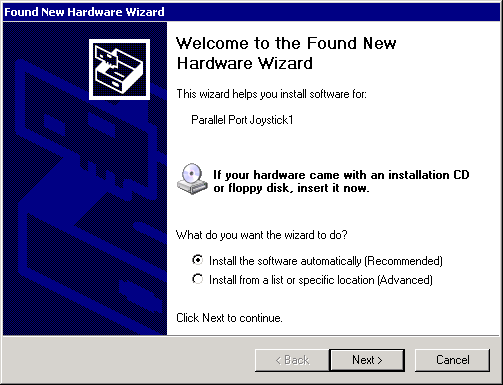 Found New Hardware Wizard
Welcome to the Found New
Hardware Wizard
This wizard helps you install software for:
Parallel Port Joystick1
If your hardware came with an installation CD
or floppy disk, insert it now.
What do you want the wizard to do?
Install the software automatically (Recommended)
Install from a list or specific location (Advanced)
Click Next to continue.
< Back
Next >
Cancel